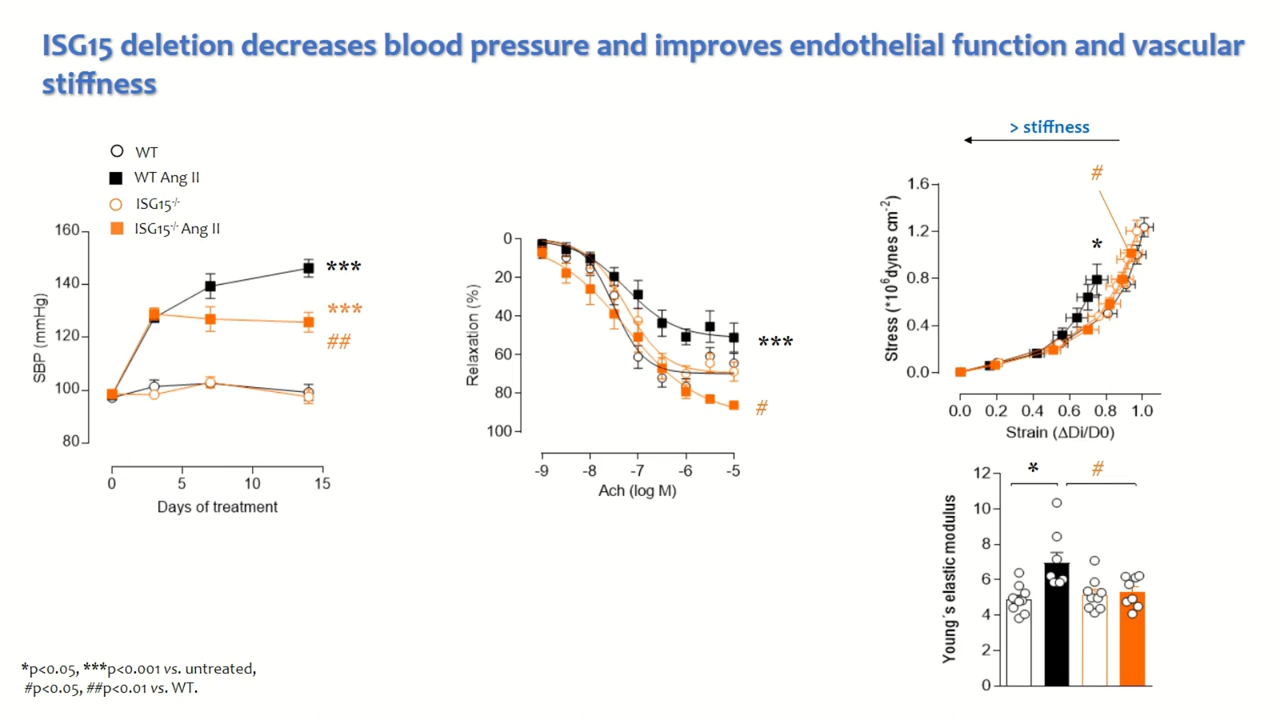 ISG15 deletion decreases blood pressure and improves endothelial function and vascular
stiffness
WT
WT Ang II
ISG15-/-
ISG15-/- Ang II
160
140
120
100
80
SBP (mmHg)
***
***
##
0
5
10
15
Days of treatment
0
20
40
60
80
100
Relaxation (%)
***
#
-9
-8
-7
-6
-5
Ach (log M)
> stiffness
#
*
1.6
1.2
0.8
0.4
0.0
Stress (*10⁶dynes cm⁻²)
0.0
0.2
0.4
0.6
0.8
1.0
Strain (ΔDi/D0)
12
10
8
6
4
2
0
Young´s elastic modulus
*
#
*p<0.05, ***p<0.001 vs. untreated,
#p<0.05, ##p<0.01 vs. WT.